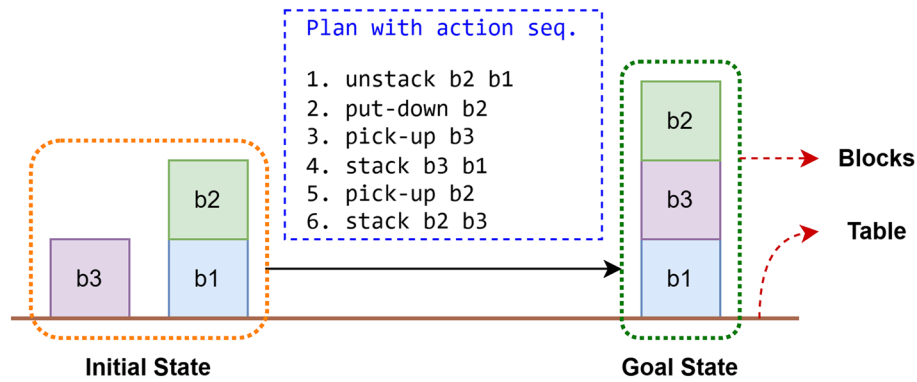 Plan with action seq.
1. unstack b2 b1
2. put-down b2
3. pick-up b3
4. stack b3 b1
5. pick-up b2
6. stack b2 b3
b2
b3
b1
b2
b3
b1
Blocks
Table
Initial State
Goal State